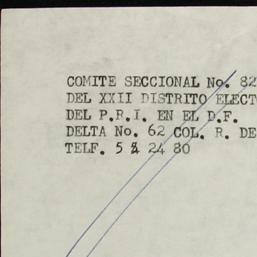 COMITE SECCIONAL No. 82
DEL XXII DISTRITO ELECT
DEL P.R.I. EN EL D.F.
DELTA No. 62 COL. R. DE
TELF. 5 24 80